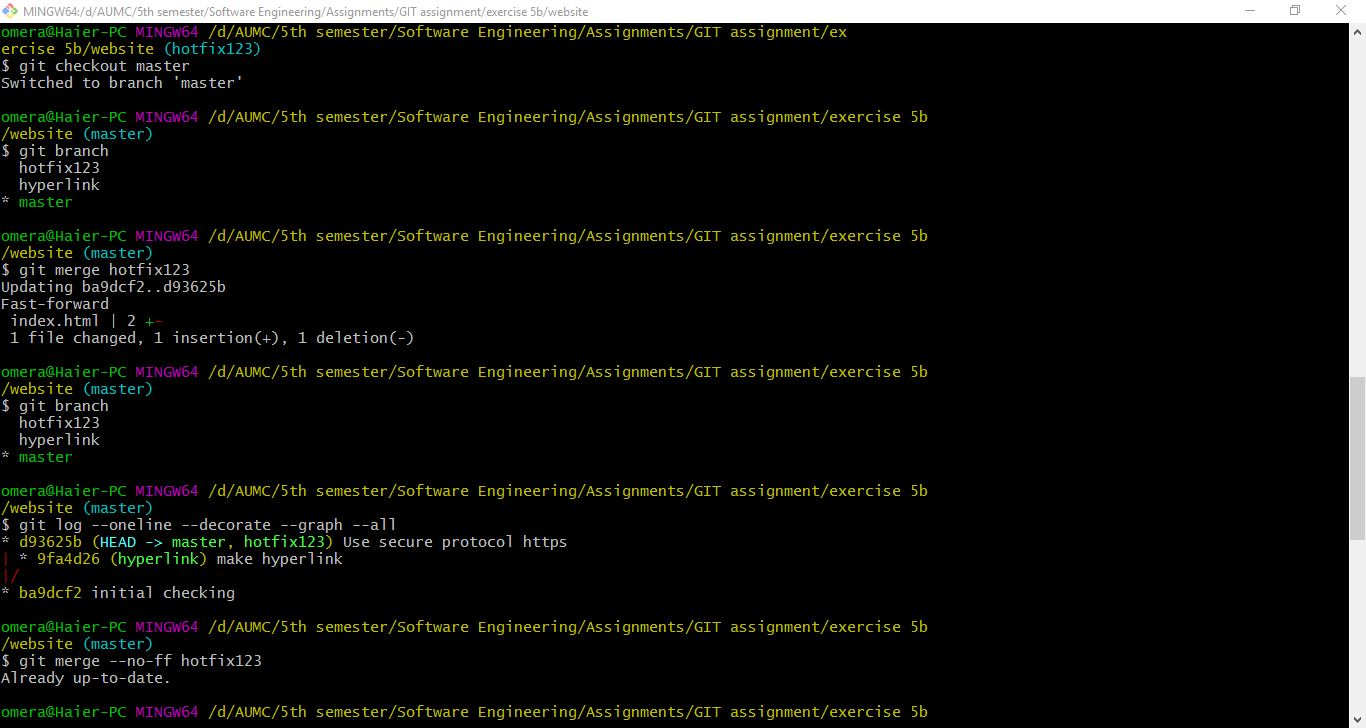 MINGW64:/d/AUMC/5th semester/Software Engineering/Assignments/GIT assignment/exercise 5b/website
omera@Haier-PC MINGW64 /d/AUMC/5th semester/Software Engineering/Assignments/GIT assignment/ex
ercise 5b/website (hotfix123)
$ git checkout master
Switched to branch 'master'
omera@Haier-PC MINGW64 /d/AUMC/5th semester/Software Engineering/Assignments/GIT assignment/exercise 5b
/website (master)
$ git branch
  hotfix123
  hyperlink
* master
omera@Haier-PC MINGW64 /d/AUMC/5th semester/Software Engineering/Assignments/GIT assignment/exercise 5b
/website (master)
$ git merge hotfix123
Updating ba9dcf2..d93625b
Fast-forward
 index.html | 2 +-
 1 file changed, 1 insertion(+), 1 deletion(-)
omera@Haier-PC MINGW64 /d/AUMC/5th semester/Software Engineering/Assignments/GIT assignment/exercise 5b
/website (master)
$ git branch
  hotfix123
  hyperlink
* master
omera@Haier-PC MINGW64 /d/AUMC/5th semester/Software Engineering/Assignments/GIT assignment/exercise 5b
/website (master)
$ git log --oneline --decorate --graph --all
* d93625b (HEAD -> master, hotfix123) Use secure protocol https
| * 9fa4d26 (hyperlink) make hyperlink
|/
* ba9dcf2 initial checking
omera@Haier-PC MINGW64 /d/AUMC/5th semester/Software Engineering/Assignments/GIT assignment/exercise 5b
/website (master)
$ git merge --no-ff hotfix123
Already up-to-date.
omera@Haier-PC MINGW64 /d/AUMC/5th semester/Software Engineering/Assignments/GIT assignment/exercise 5b